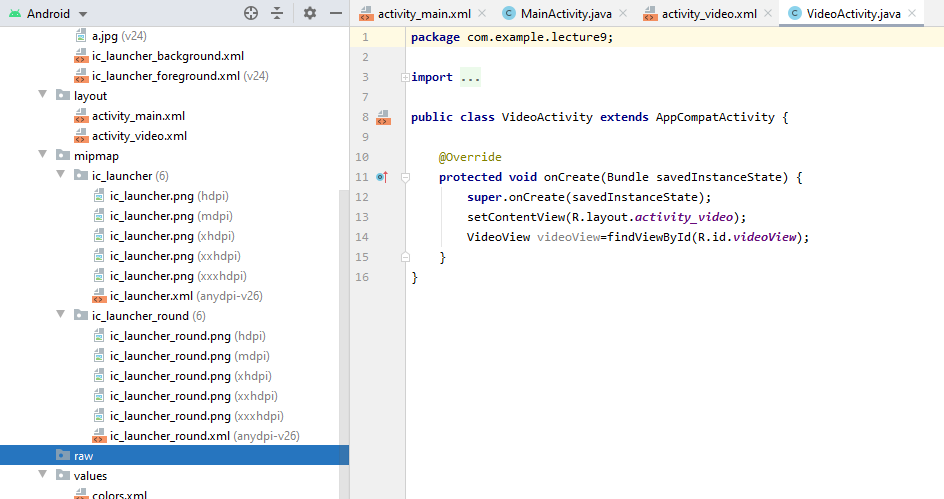 Android
a.jpg (v24)
ic_launcher_background.xml
ic_launcher_foreground.xml (v24)
layout
activity_main.xml
activity_video.xml
mipmap
ic_launcher (6)
ic_launcher.png (hdpi)
ic_launcher.png (mdpi)
ic_launcher.png (xhdpi)
ic_launcher.png (xxhdpi)
ic_launcher.png (xxxhdpi)
ic_launcher.xml (anydpi-v26)
ic_launcher_round (6)
ic_launcher_round.png (hdpi)
ic_launcher_round.png (mdpi)
ic_launcher_round.png (xhdpi)
ic_launcher_round.png (xxhdpi)
ic_launcher_round.png (xxxhdpi)
ic_launcher_round.xml (anydpi-v26)
raw
values
colors.xml
activity_main.xml MainActivity.java activity_video.xml VideoActivity.java
1 package com.example.lecture9;
2
3 import ...
7
8 public class VideoActivity extends AppCompatActivity {
9
10 @Override
11 protected void onCreate(Bundle savedInstanceState) {
12 super.onCreate(savedInstanceState);
13 setContentView(R.layout.activity_video);
14 VideoView videoView=findViewById(R.id.videoView);
15 }
16 }